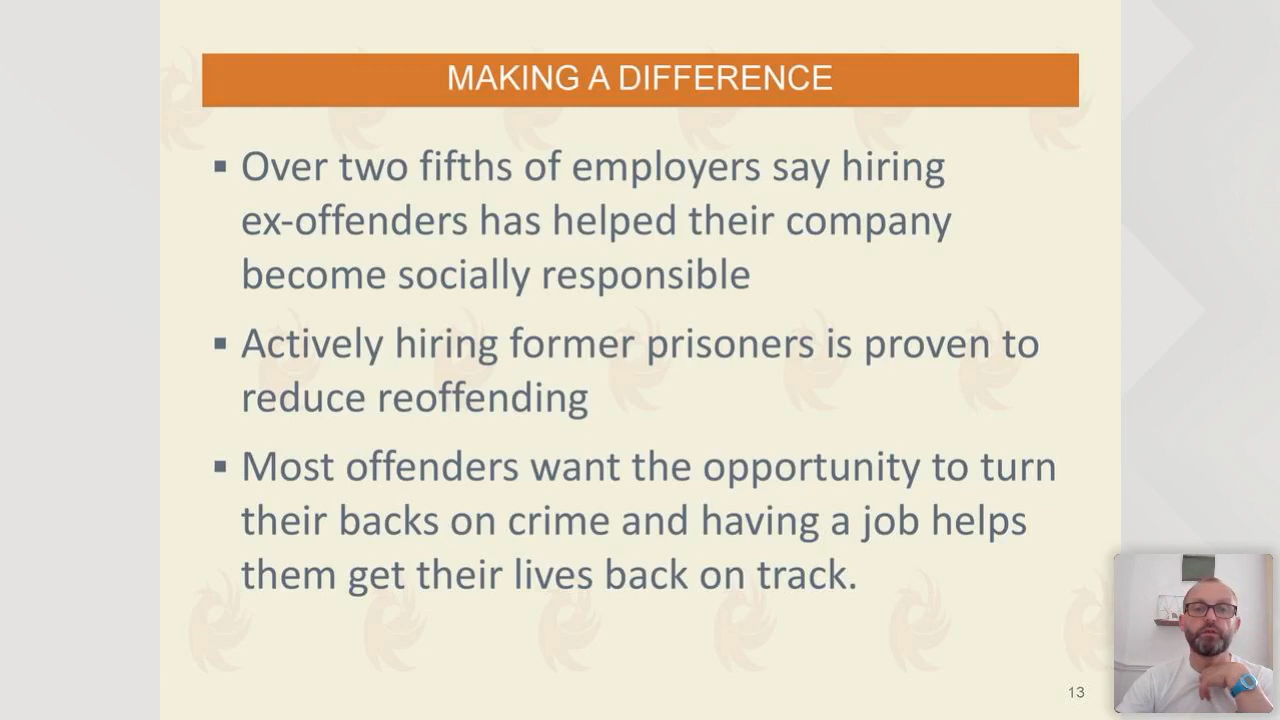 MAKING A DIFFERENCE
▪ Over two fifths of employers say hiring
ex-offenders has helped their company
become socially responsible
▪ Actively hiring former prisoners is proven to
reduce reoffending
▪ Most offenders want the opportunity to turn
their backs on crime and having a job helps
them get their lives back on track.
13